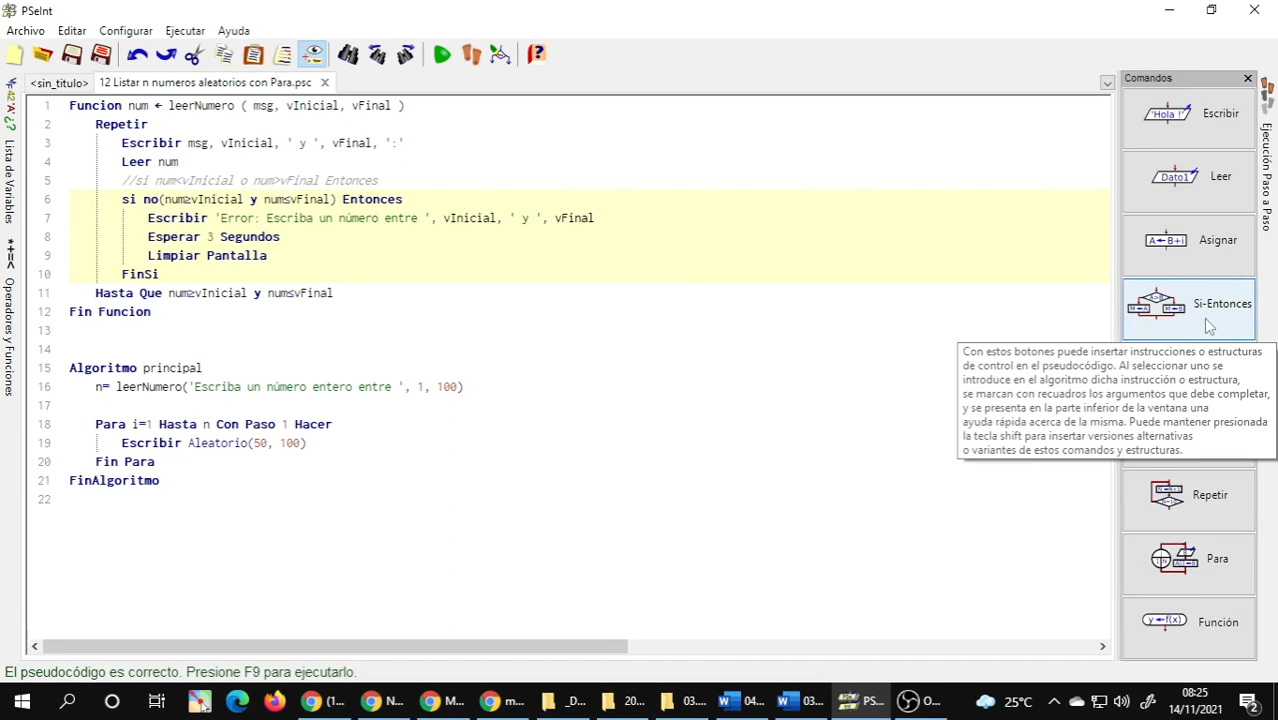 PSeInt
Archivo Editar Configurar Ejecutar Ayuda
<sin_titulo> 12 Listar n numeros aleatorios con Para.psc
Lista de Variables
Operadores y Funciones
1 Funcion num ← leerNumero ( msg, vInicial, vFinal )
2 Repetir
3 Escribir msg, vInicial, ' y ', vFinal, ':'
4 Leer num
5 //si num<vInicial o num>vFinal Entonces
6 si no(num≥vInicial y num≤vFinal) Entonces
7 Escribir 'Error: Escriba un número entre ', vInicial, ' y ', vFinal
8 Esperar 3 Segundos
9 Limpiar Pantalla
10 FinSi
11 Hasta Que num≥vInicial y num≤vFinal
12 Fin Funcion
13
14
15 Algoritmo principal
16 n= leerNumero('Escriba un número entero entre ', 1, 100)
17
18 Para i=1 Hasta n Con Paso 1 Hacer
19 Escribir Aleatorio(50, 100)
20 Fin Para
21 FinAlgoritmo
22
Comandos
'Hola !' Escribir
Dato1 Leer
A←B+i Asignar
Si-Entonces
Con estos botones puede insertar instrucciones o estructuras
de control en el pseudocódigo. Al seleccionar uno se
introduce en el algoritmo dicha instrucción o estructura,
se marcan con recuadros los argumentos que debe completar,
y se presenta en la parte inferior de la ventana una
ayuda rápida acerca de la misma. Puede mantener presionada
la tecla shift para insertar versiones alternativas
o variantes de estos comandos y estructuras.
Repetir
Para
y←f(x) Función
Ejecución Paso a Paso
El pseudocódigo es correcto. Presione F9 para ejecutarlo.
(1... N... M... m... _D... 20... 03.... 04... 03... PS... O...
25°C
08:25
14/11/2021
2